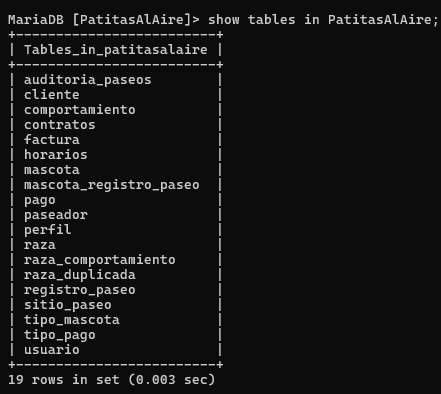 MariaDB [PatitasAlAire]> show tables in PatitasAlAire;
+-------------------------+
| Tables_in_patitasalaire |
+-------------------------+
| auditoria_paseos        |
| cliente                 |
| comportamiento          |
| contratos               |
| factura                 |
| horarios                |
| mascota                 |
| mascota_registro_paseo  |
| pago                    |
| paseador                |
| perfil                  |
| raza                    |
| raza_comportamiento     |
| raza_duplicada          |
| registro_paseo          |
| sitio_paseo             |
| tipo_mascota            |
| tipo_pago               |
| usuario                 |
+-------------------------+
19 rows in set (0.003 sec)